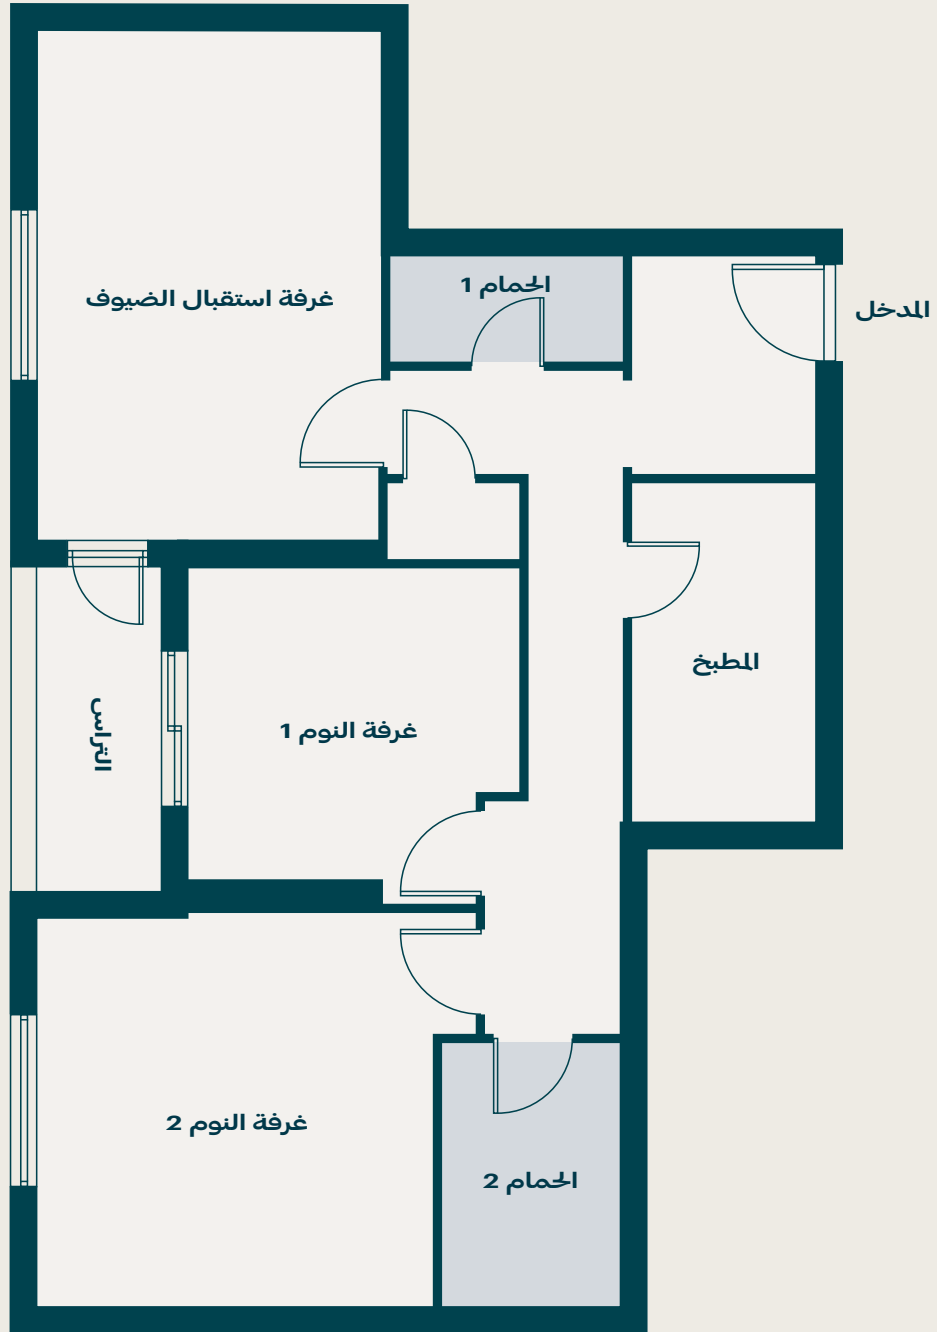 الحمام 1
غرفة استقبال الضيوف
المدخل
المطبخ
غرفة النوم 1
التراس
غرفة النوم 2
الحمام 2